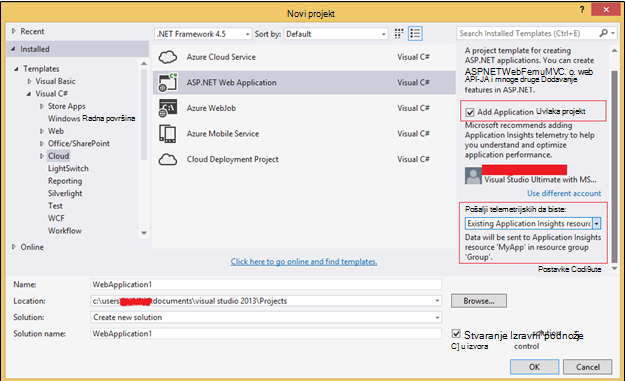 Novi projekt
Recent
Installed
Templates
Visual Basic
Visual C#
Store Apps
Windows Radna površina
Web
Office/SharePoint
Cloud
LightSwitch
Reporting
Silverlight
Test
WCF
Workflow
Online
.NET Framework 4.5
Sort by: Default
Azure Cloud Service Visual C#
ASP.NET Web Application Visual C#
Azure WebJob Visual C#
Azure Mobile Service Visual C#
Cloud Deployment Project Visual C#
Click here to go online and find templates.
Search Installed Templates (Ctrl+E)
A project template for creating
ASP.NET applications. You can create
ASPNETWebFemuMVC. o. web
API-JA i mnoge druge Dodavanje
features in ASP.NET.
Add Application Uvlaka projekt
Microsoft recommends adding
Application Insights telemetry to help
you understand and optimize
application performance.
Visual Studio Ultimate with MS...
Use different account
Pošalji telemetrijskih da biste:
Existing Application Insights resourc
Data will be sent to Application Insights
resource 'MyApp' in resource group
'Group'.
Postavke Codi9ute
Name: WebApplication1
Location: c:\users\ documents\visual studio 2013\Projects
Browse...
Solution: Create new solution
Solution name: WebApplication1
Stvaranje Izravni podnožje solution
C] u izvora control
OK
Cancel